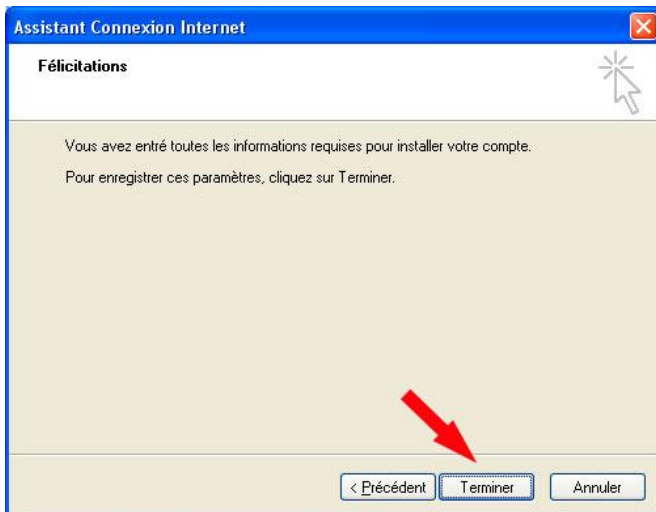 Assistant Connexion Internet
Félicitations
Vous avez entré toutes les informations requises pour installer votre compte.
Pour enregistrer ces paramètres, cliquez sur Terminer.
< Précédent Terminer Annuler